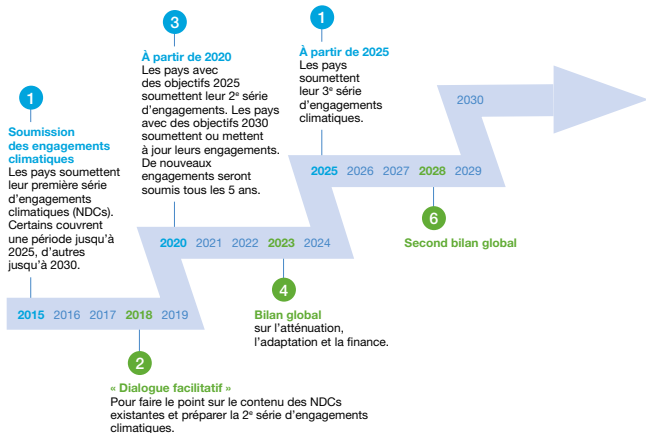 1
Soumission
des engagements
climatiques
Les pays soumettent
leur première série
d'engagements
climatiques (NDCs).
Certains couvrent
une période jusqu'à
2025, d'autres
jusqu'à 2030.
3
À partir de 2020
Les pays avec
des objectifs 2025
soumettent leur 2e série
d'engagements. Les pays
avec des objectifs 2030
soumettent ou mettent
à jour leurs engagements.
De nouveaux
engagements seront
soumis tous les 5 ans.
1
À partir de 2025
Les pays
soumettent
leur 3e série
d'engagements
climatiques.
2030
2025 2026 2027 2028 2029
6
Second bilan global
2020 2021 2022 2023 2024
4
Bilan global
sur l'atténuation,
l'adaptation et la finance.
2015 2016 2017 2018 2019
2
« Dialogue facilitatif »
Pour faire le point sur le contenu des NDCs
existantes et préparer la 2e série d'engagements
climatiques.